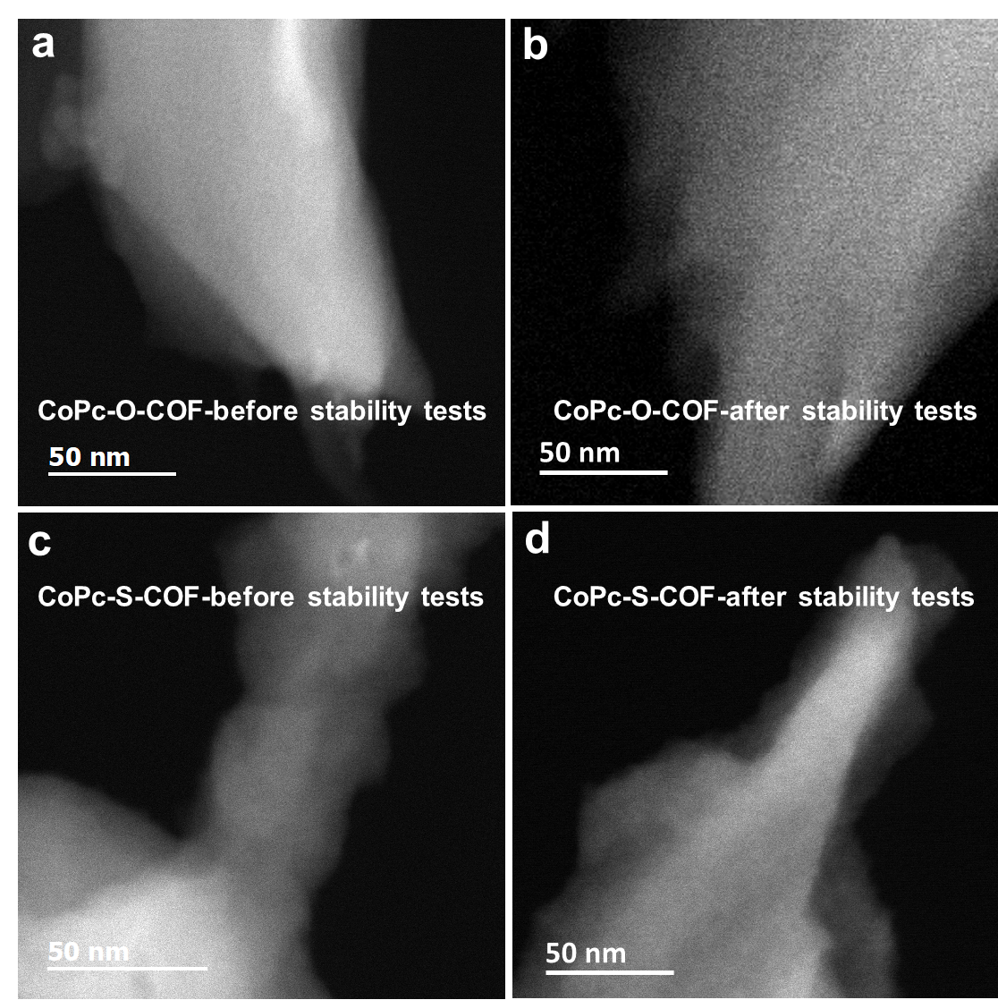 a
CoPc-O-COF-before stability tests
50 nm
b
CoPc-O-COF-after stability tests
50 nm
c
CoPc-S-COF-before stability tests
50 nm
d
CoPc-S-COF-after stability tests
50 nm